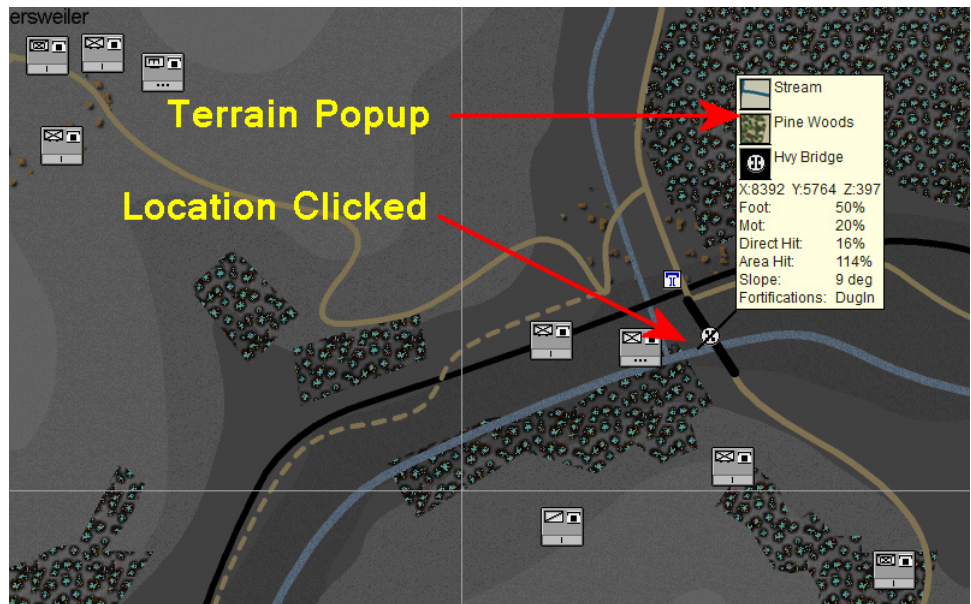 ersweiler
Terrain Popup
Location Clicked
Stream
Pine Woods
Hvy Bridge
X:8392 Y:5764 Z:397
Foot: 50%
Mot: 20%
Direct Hit: 16%
Area Hit: 114%
Slope: 9 deg
Fortifications: DugIn